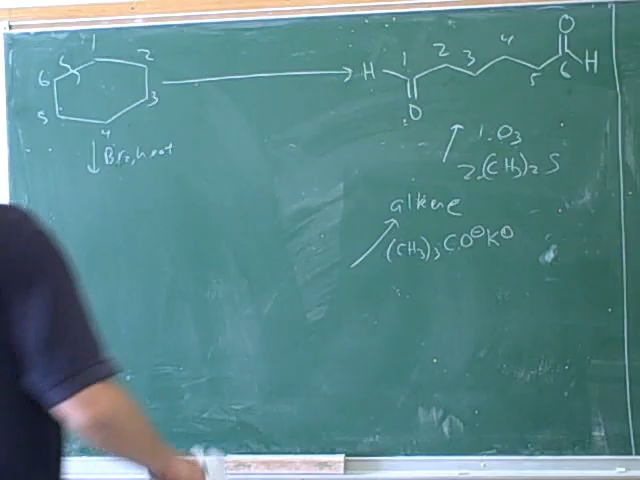 1
2
3
4
5
6
Br₂, heat
H
1
2
3
4
5
6
O
O
H
1. O₃
2. (CH₃)₂S
alkene
(CH₃)₃CO⊖K⊕